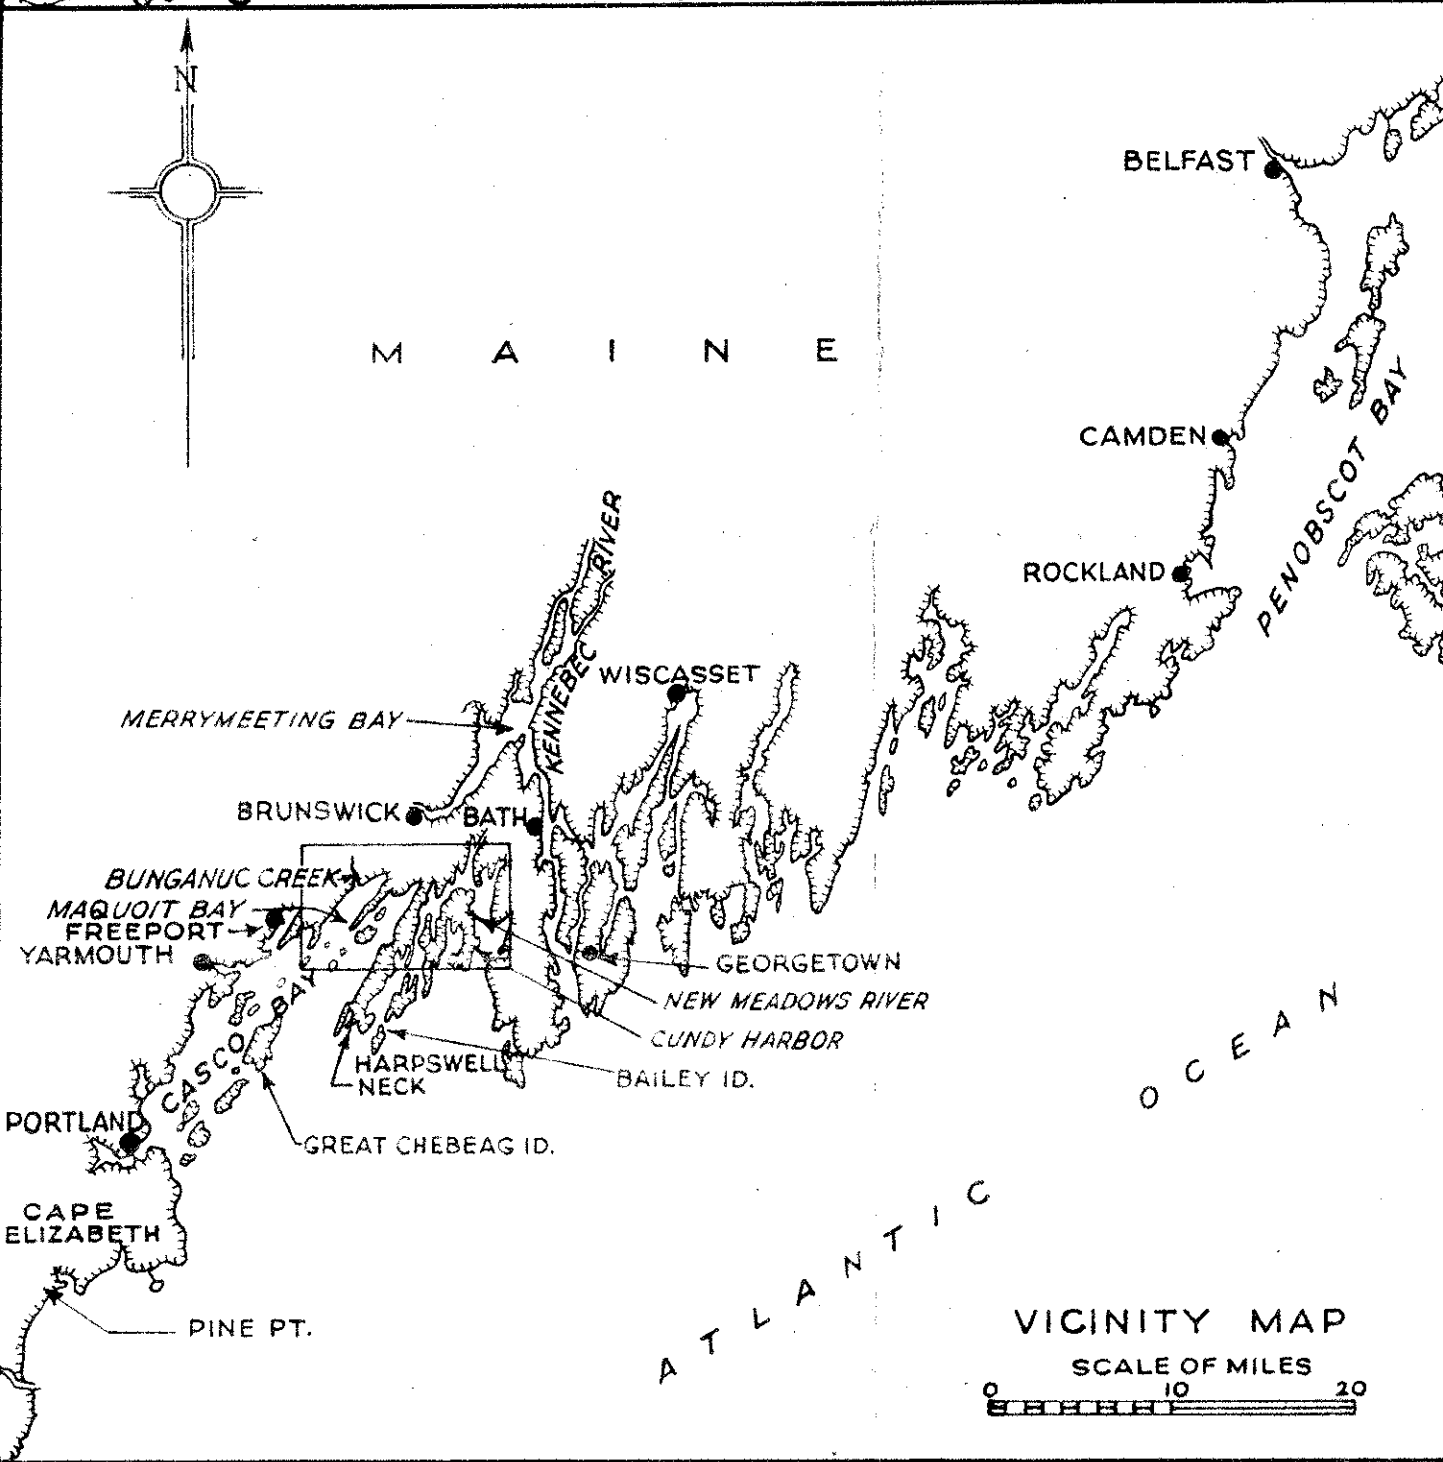 N
BELFAST
MAINE
CAMDEN
PENOBSCOT BAY
ROCKLAND
KENNEBEC RIVER
WISCASSET
MERRYMEETING BAY
BRUNSWICK
BATH
BUNGANUC CREEK
MAQUOIT BAY
FREEPORT
YARMOUTH
GEORGETOWN
NEW MEADOWS RIVER
CUNDY HARBOR
CASCO BAY
HARPSWELL
NECK
BAILEY ID.
PORTLAND
GREAT CHEBEAG ID.
CAPE
ELIZABETH
PINE PT.
ATLANTIC OCEAN
VICINITY MAP
SCALE OF MILES
0 10 20